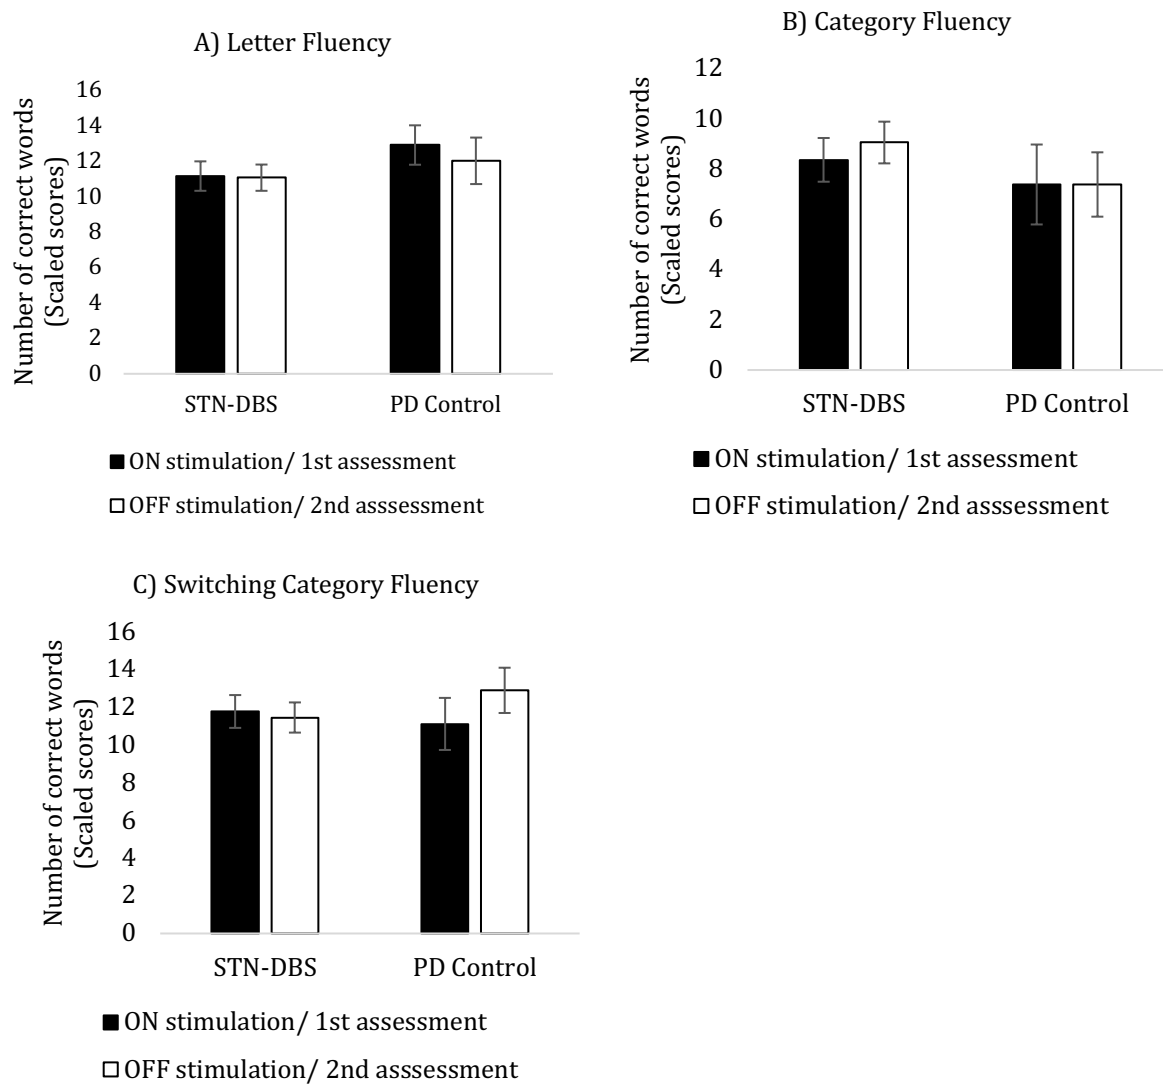 A) Letter Fluency
Number of correct words
(Scaled scores)
16
14
12
10
8
6
4
2
0
STN-DBS
PD Control
ON stimulation/ 1st assessment
OFF stimulation/ 2nd asssessment
B) Category Fluency
Number of correct words
(Scaled scores)
12
10
8
6
4
2
0
STN-DBS
PD Control
ON stimulation/ 1st assessment
OFF stimulation/ 2nd asssessment
C) Switching Category Fluency
Number of correct words
(Scaled scores)
16
14
12
10
8
6
4
2
0
STN-DBS
PD Control
ON stimulation/ 1st assessment
OFF stimulation/ 2nd asssessment